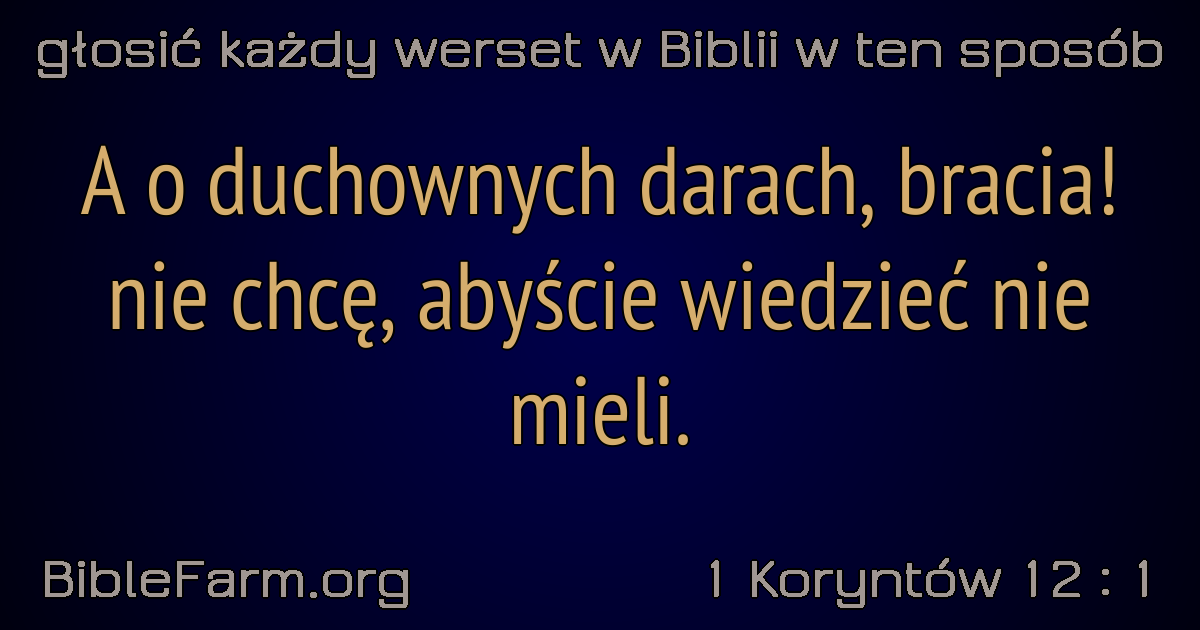 głosić każdy werset w Biblii w ten sposób
A o duchownych darach, bracia!
nie chcę, abyście wiedzieć nie
mieli.
BibleFarm.org
1 Koryntów 12 : 1